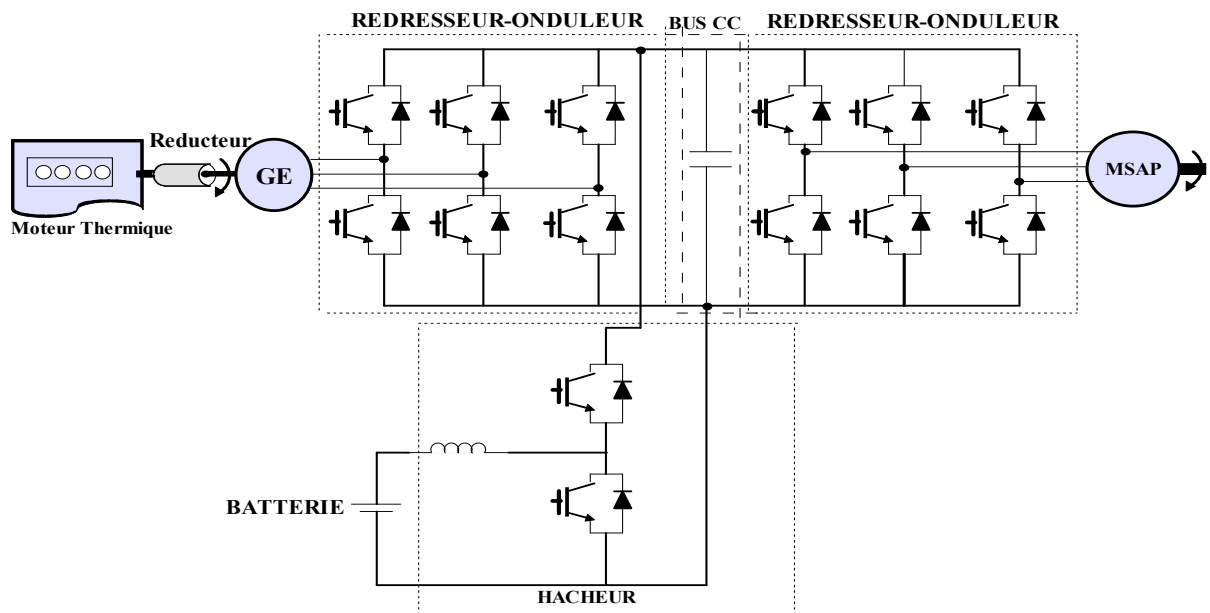 REDRESSEUR-ONDULEUR
BUS CC
REDRESSEUR-ONDULEUR
Reducteur
GE
MSAP
Moteur Thermique
BATTERIE
HACHEUR